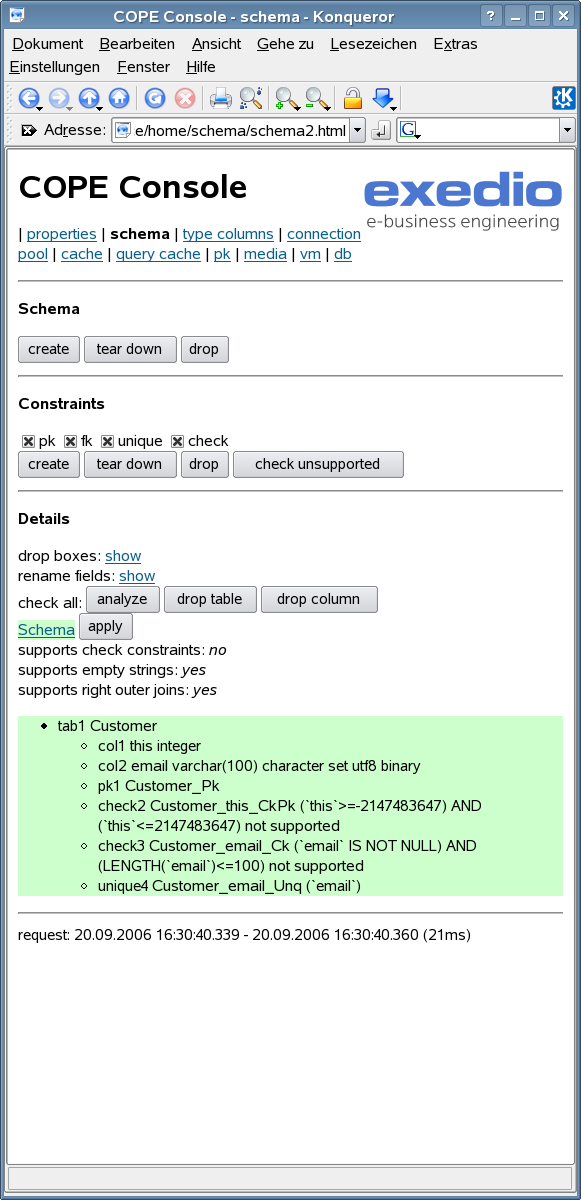 COPE Console - schema - Konqueror
?
Dokument Bearbeiten Ansicht Gehe zu Lesezeichen Extras
Einstellungen Fenster Hilfe
Adresse: e/home/schema/schema2.html
COPE Console
exedio
e-business engineering
| properties | schema | type columns | connection
pool | cache | query cache | pk | media | vm | db
Schema
create tear down drop
Constraints
pk fk unique check
create tear down drop check unsupported
Details
drop boxes: show
rename fields: show
check all: analyze drop table drop column
Schema apply
supports check constraints: no
supports empty strings: yes
supports right outer joins: yes
tab1 Customer
col1 this integer
col2 email varchar(100) character set utf8 binary
pk1 Customer_Pk
check2 Customer_this_CkPk (`this`>=-2147483647) AND
(`this`<=2147483647) not supported
check3 Customer_email_Ck (`email` IS NOT NULL) AND
(LENGTH(`email`)<=100) not supported
unique4 Customer_email_Unq (`email`)
request: 20.09.2006 16:30:40.339 - 20.09.2006 16:30:40.360 (21ms)